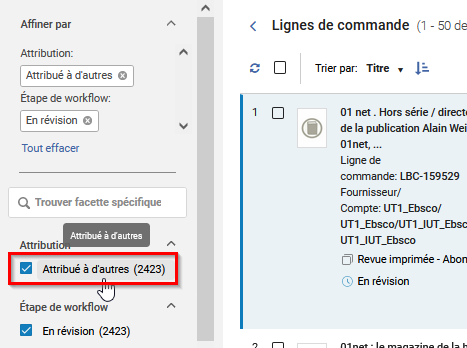 Affiner par
Attribution:
Attribué à d'autres
Étape de workflow:
En révision
Tout effacer
Trouver facette spécifique
Attribué à d'autres
Attribution
Attribué à d'autres (2423)
Étape de workflow
En révision (2423)
Lignes de commande (1 - 50 de
Trier par: Titre
1
01 net . Hors série / directe
de la publication Alain Wei
01net, ...
Ligne de
commande: LBC-159529
Fournisseur/
Compte: UT1_Ebsco/
UT1_Ebsco/UT1_IUT_Ebsc
UT1_IUT_Ebsco
Revue imprimée - Abon
En révision
2
01net : le magazine de la h